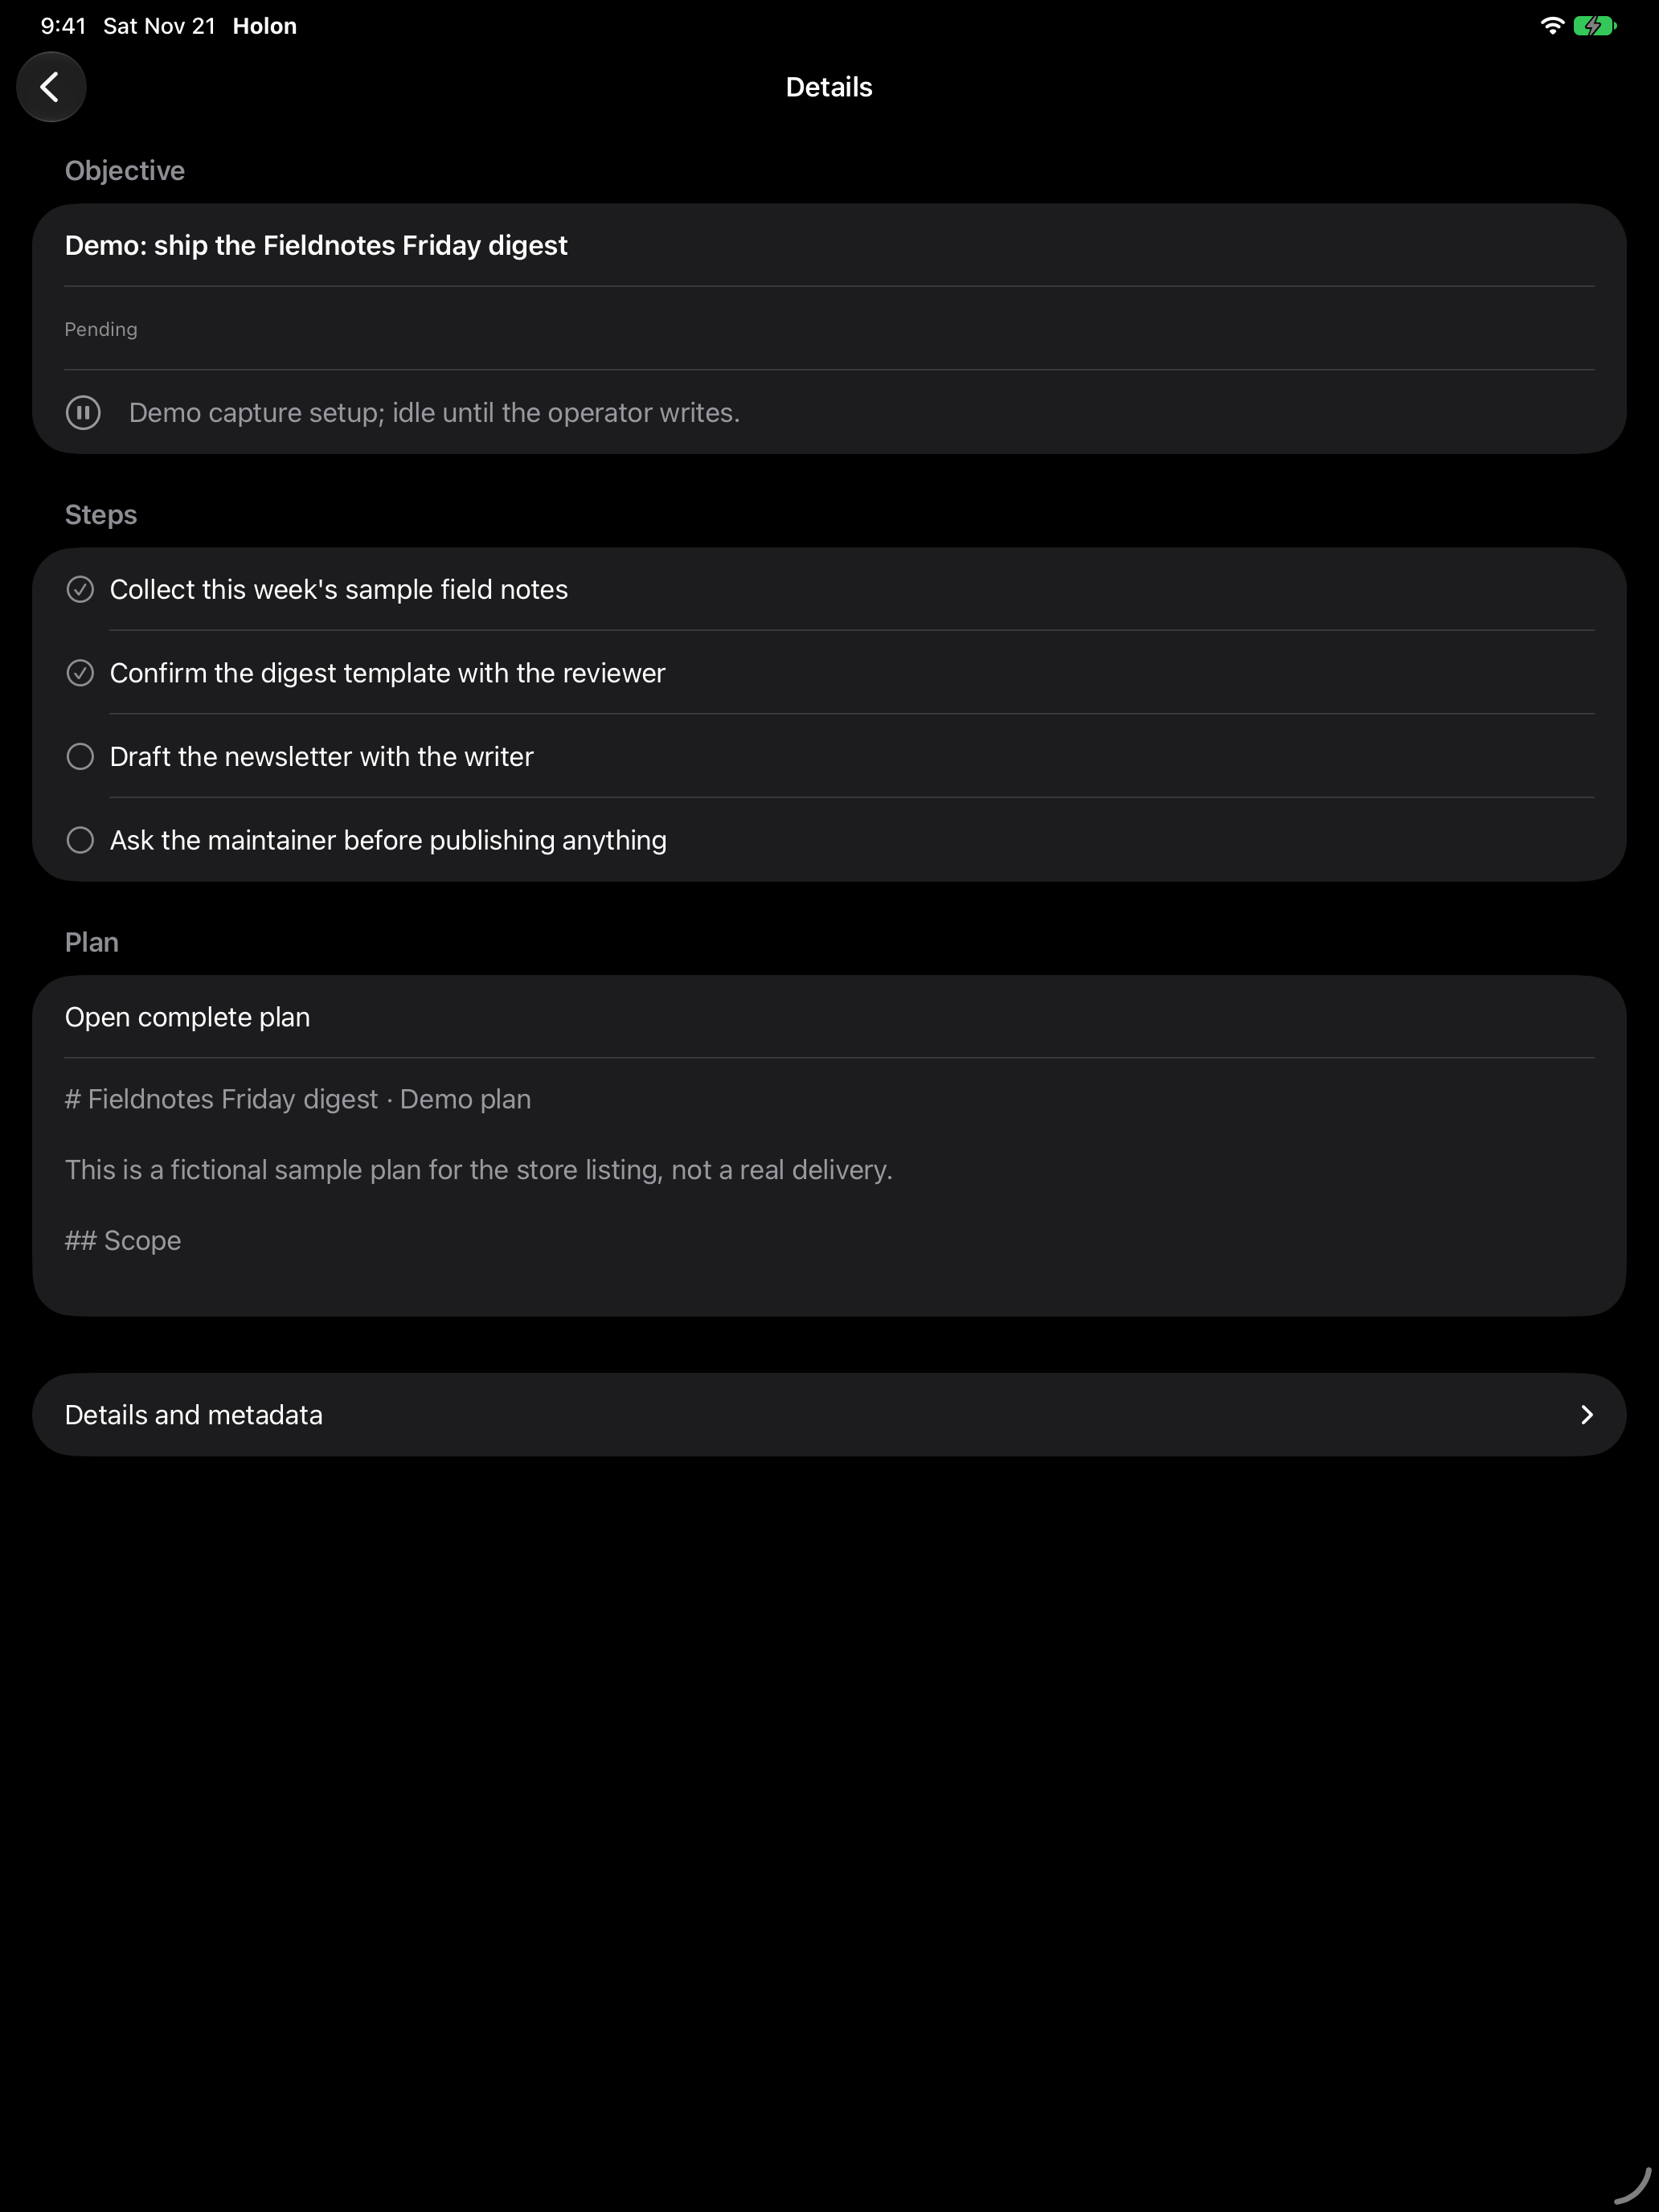 9:41 Sat Nov 21 Holon
Details
Objective
Demo: ship the Fieldnotes Friday digest
Pending
Demo capture setup; idle until the operator writes.
Steps
Collect this week's sample field notes
Confirm the digest template with the reviewer
Draft the newsletter with the writer
Ask the maintainer before publishing anything
Plan
Open complete plan
# Fieldnotes Friday digest · Demo plan
This is a fictional sample plan for the store listing, not a real delivery.
## Scope
Details and metadata